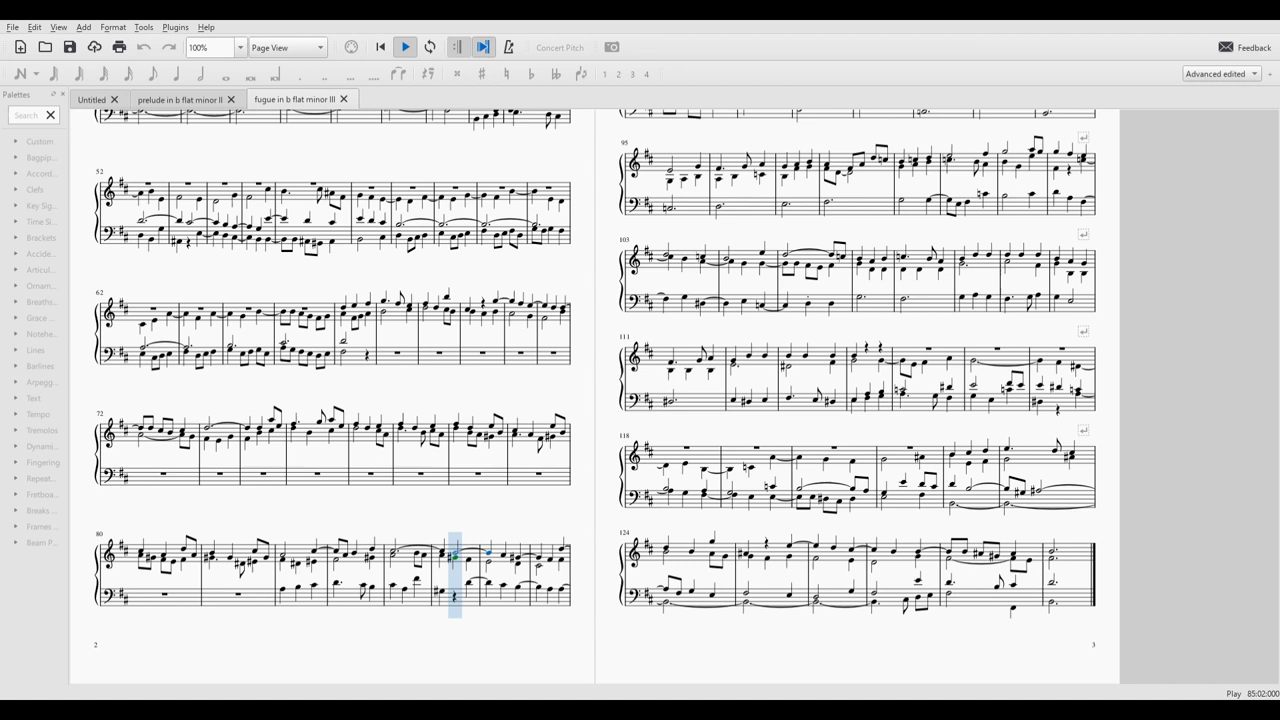 File Edit View Add Format Tools Plugins Help
100% Page View Concert Pitch Feedback
1 2 3 4 Advanced edited
Palettes
Untitled prelude in b flat minor II fugue in b flat minor III
Search
Custom
Bagpip...
Accord...
Clefs
Key Sig...
Time Si...
Brackets
Accide...
Articul...
Ornam...
Breaths...
Grace ...
Notehe...
Lines
Barlines
Arpegg...
Text
Tempo
Tremolos
Dynami...
Fingering
Repeat...
Fretboa...
Breaks ...
Frames ...
Beam P...
52
62
72
80
2
95
103
111
118
124
3
Play 85:02:000